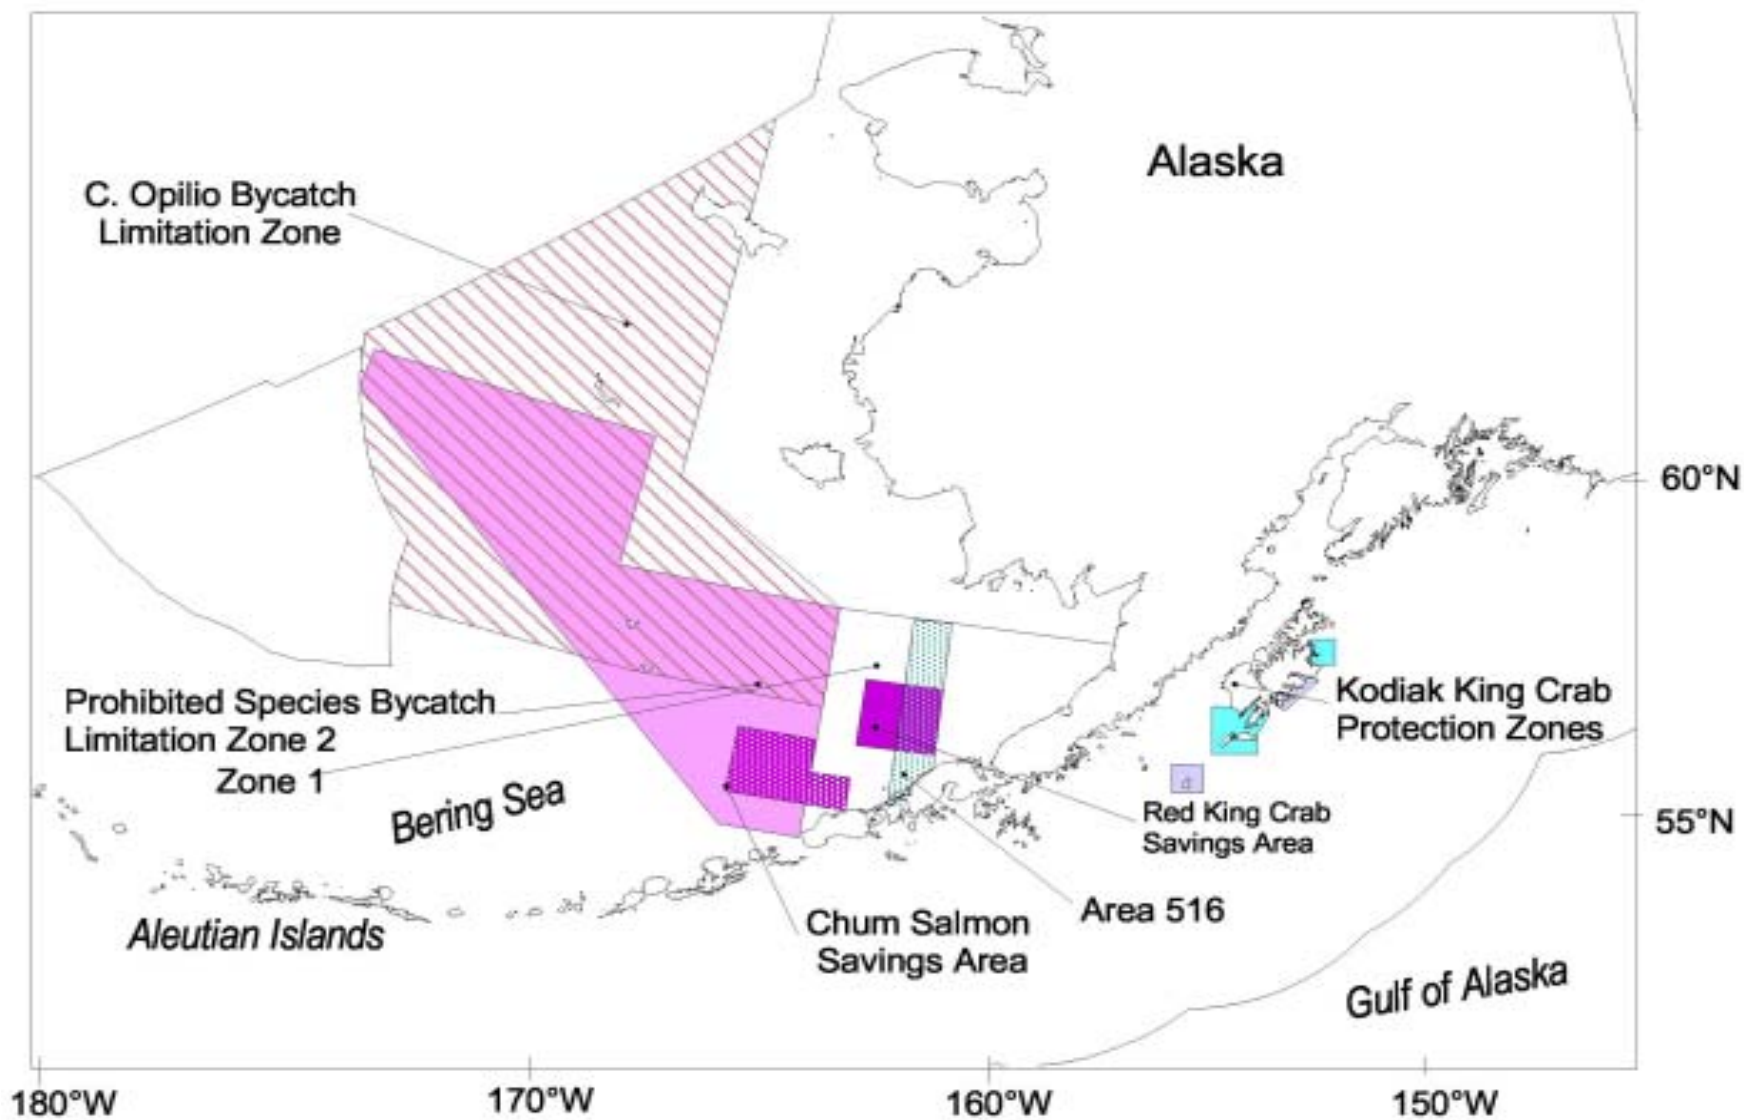 Alaska
C. Opilio Bycatch
Limitation Zone
60°N
Prohibited Species Bycatch
Limitation Zone 2
Zone 1
Kodiak King Crab
Protection Zones
Bering Sea
Red King Crab
Savings Area
55°N
Aleutian Islands
Chum Salmon
Savings Area
Area 516
Gulf of Alaska
180°W
170°W
160°W
150°W